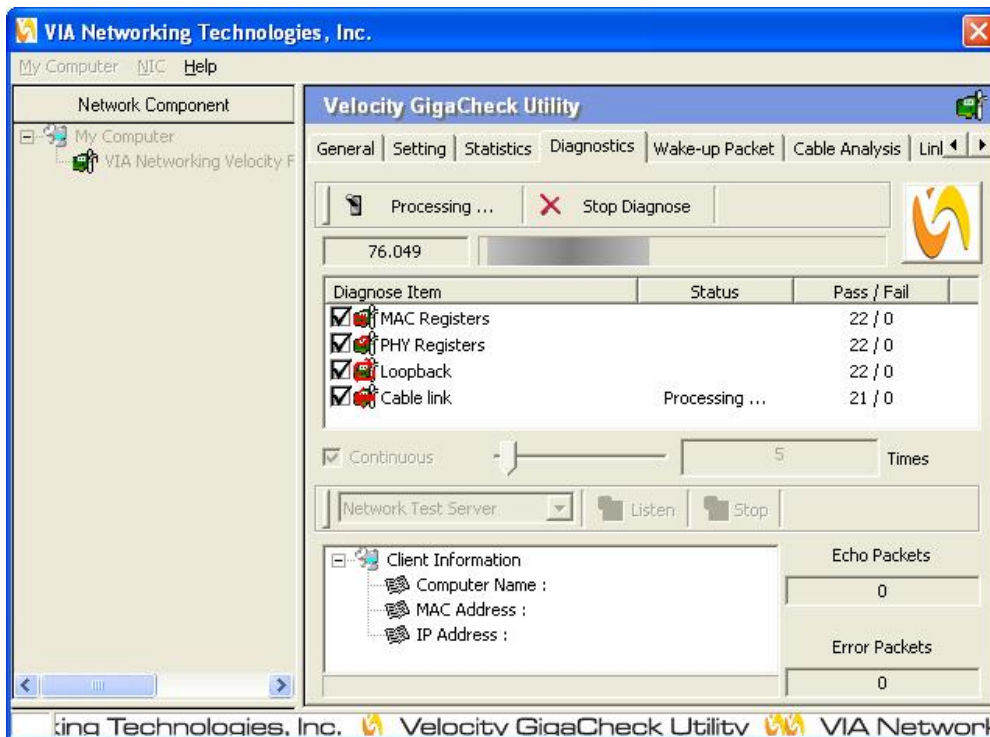 VIA Networking Technologies, Inc.
My Computer NIC Help
Network Component
My Computer
VIA Networking Velocity F
Velocity GigaCheck Utility
General Setting Statistics Diagnostics Wake-up Packet Cable Analysis Linl
Processing ... Stop Diagnose
76.049
Diagnose Item Status Pass / Fail
MAC Registers 22 / 0
PHY Registers 22 / 0
Loopback 22 / 0
Cable link Processing ... 21 / 0
Continuous 5 Times
Network Test Server Listen Stop
Client Information
Computer Name :
MAC Address :
IP Address :
Echo Packets
0
Error Packets
0
king Technologies, Inc. Velocity GigaCheck Utility VIA Network